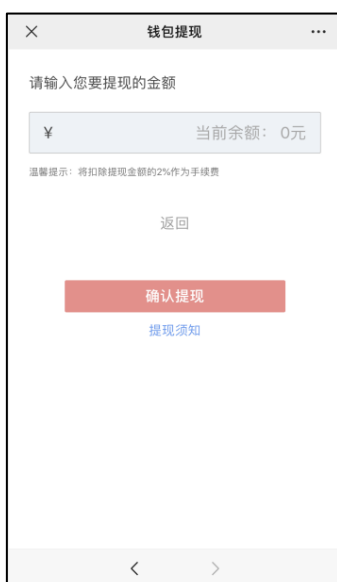 钱包提现
请输入您要提现的金额
¥ 当前余额: 0元
温馨提示: 将扣除提现金额的2%作为手续费
返回
确认提现
提现须知